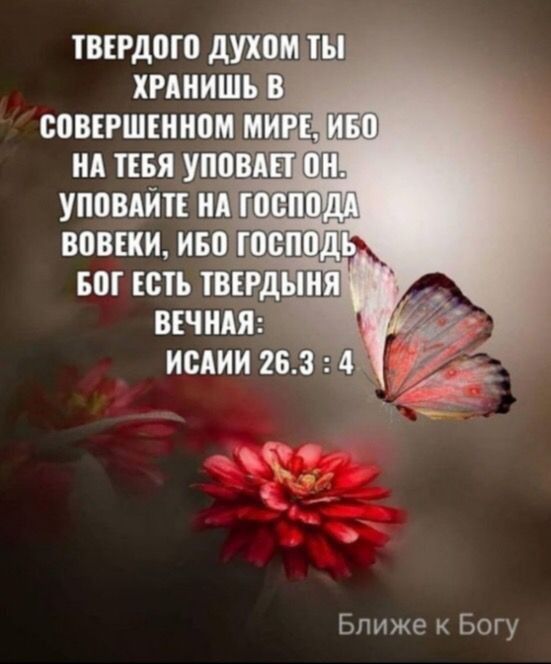 ТВЕРДОГО ДУХОМ ТЫ
ХРАНИШЬ В
СОВЕРШЕННОМ МИРЕ, ИБО
НА ТЕБЯ УПОВАЕТ ОН.
УПОВАЙТЕ НА ГОСПОДА
ВОВЕКИ, ИБО ГОСПОДЬ
БОГ ЕСТЬ ТВЕРДЫНЯ
ВЕЧНАЯ:
ИСАИИ 26.3 : 4
Ближе к Богу